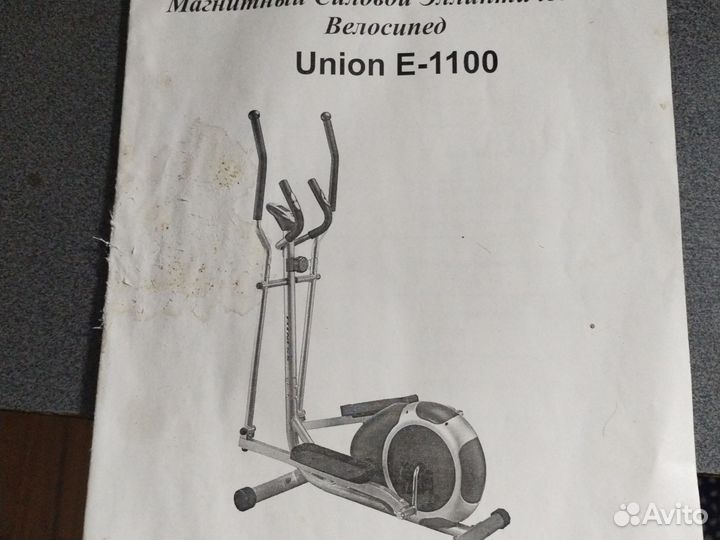 Магнитный Силовой
Велосипед
Union E-1100
Avito